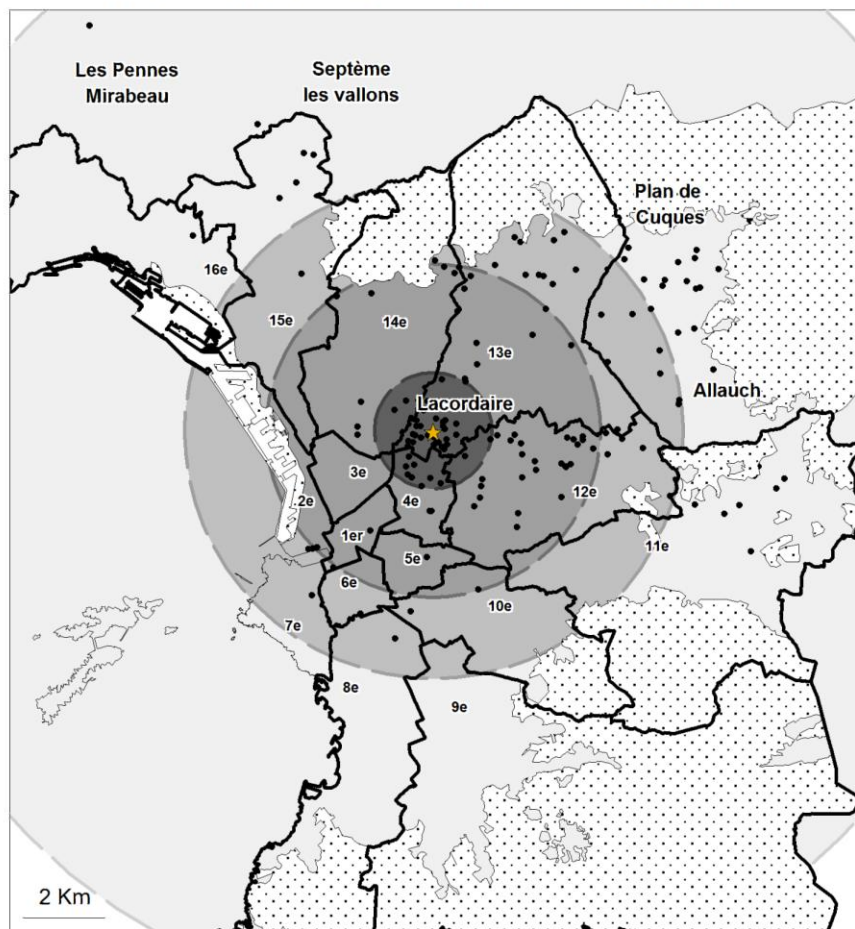 Les Pennes
Mirabeau
Septème
les vallons
Plan de
Cuques
16e
15e
14e
13e
Allauch
Lacordaire
3e
2e
4e
12e
1er
11e
5e
6e
10e
7e
8e
9e
2 Km